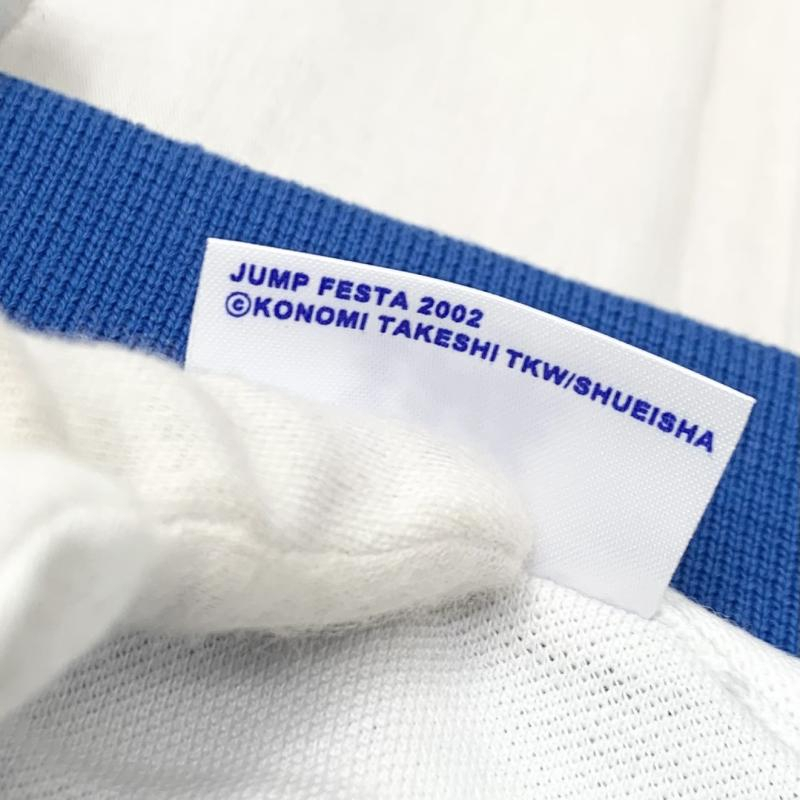 JUMP FESTA 2002
©KONOMI TAKESHI TKW/SHUEISHA